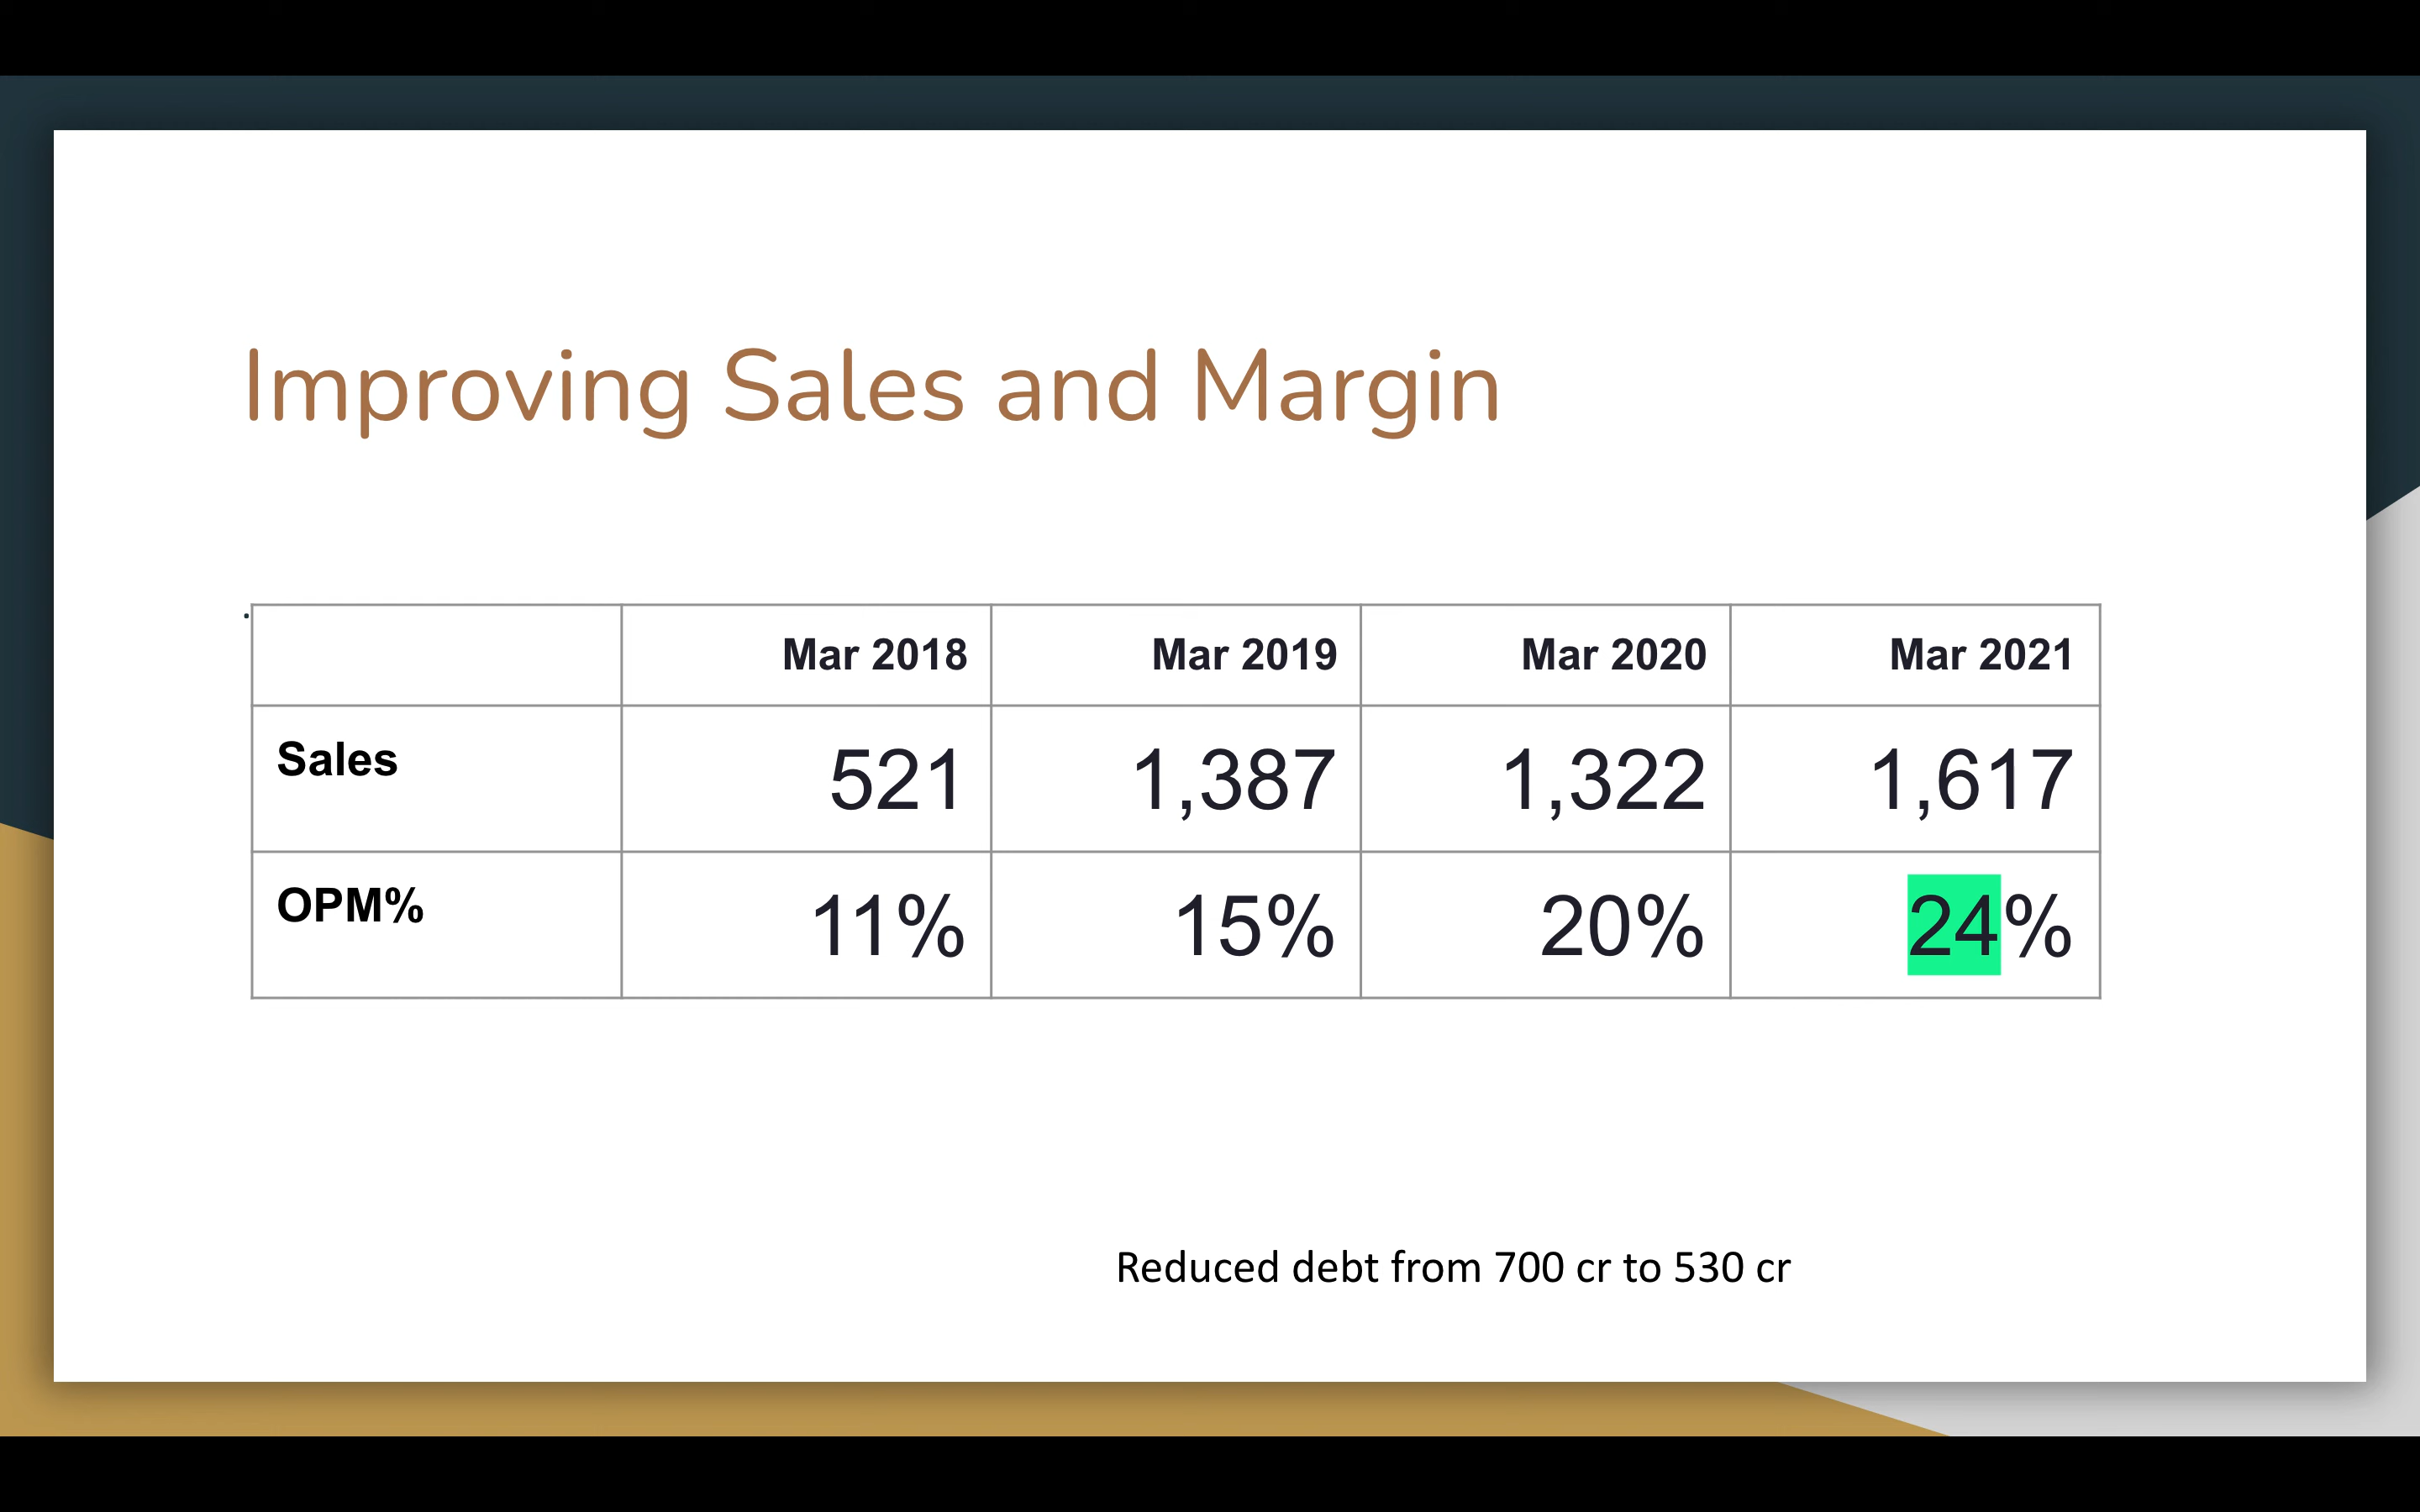 Improving Sales and Margin
Mar 2018 Mar 2019 Mar 2020 Mar 2021
Sales 521 1,387 1,322 1,617
OPM% 11% 15% 20% 24%
Reduced debt from 700 cr to 530 cr